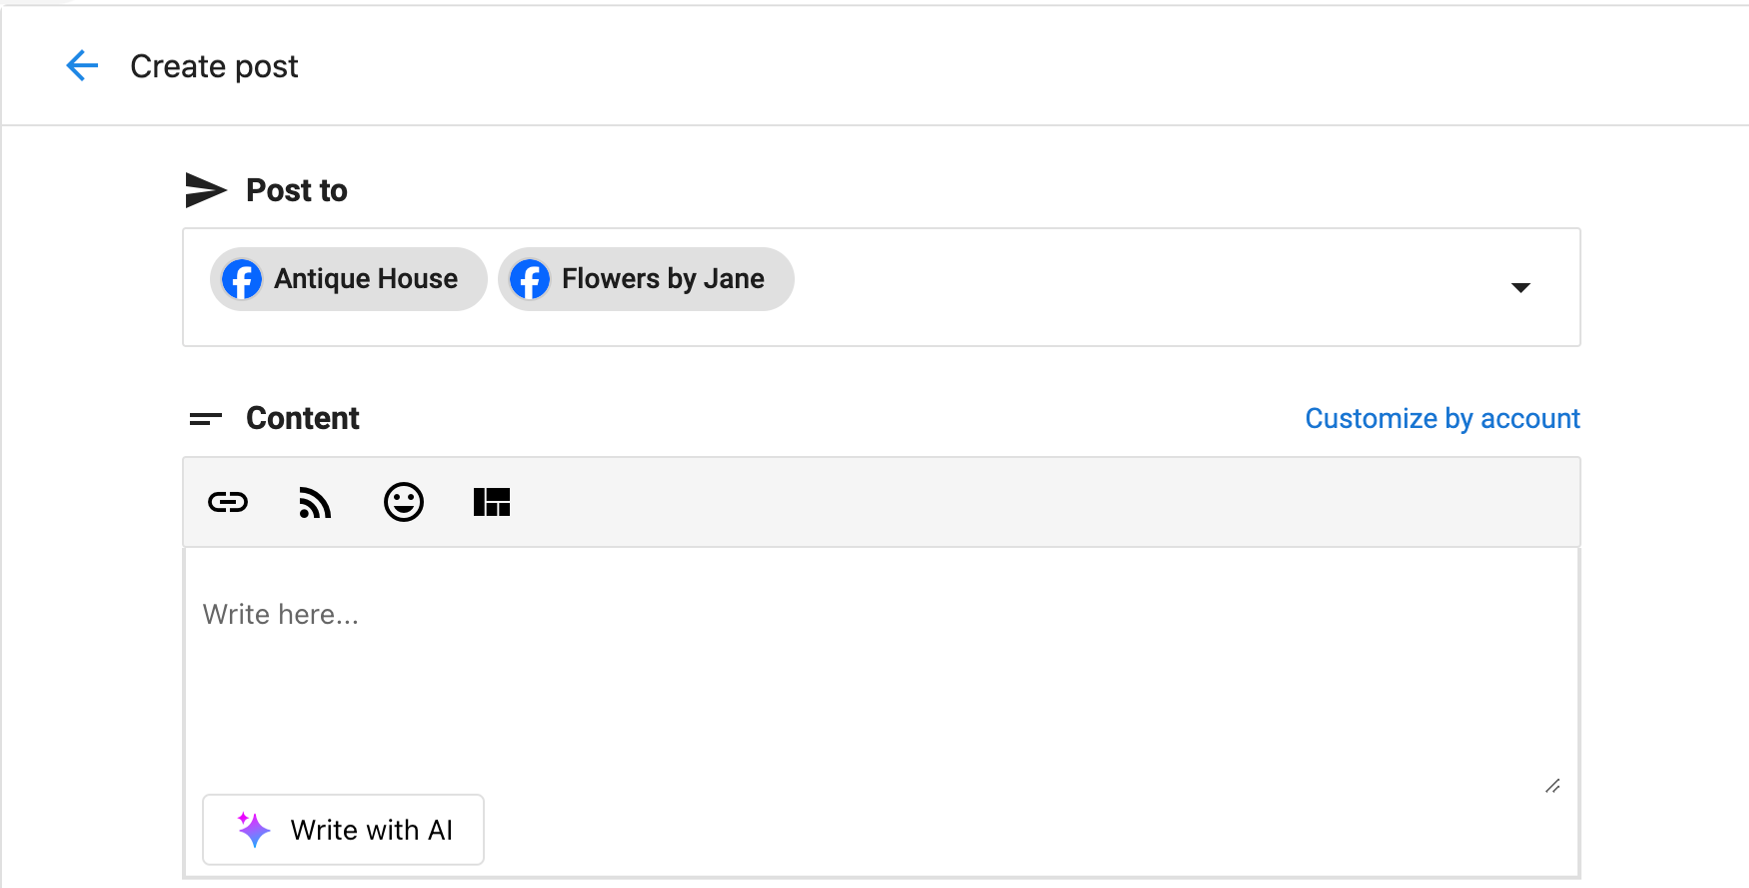 Create post
Post to
Antique House
Flowers by Jane
Content
Customize by account
Write here...
Write with AI